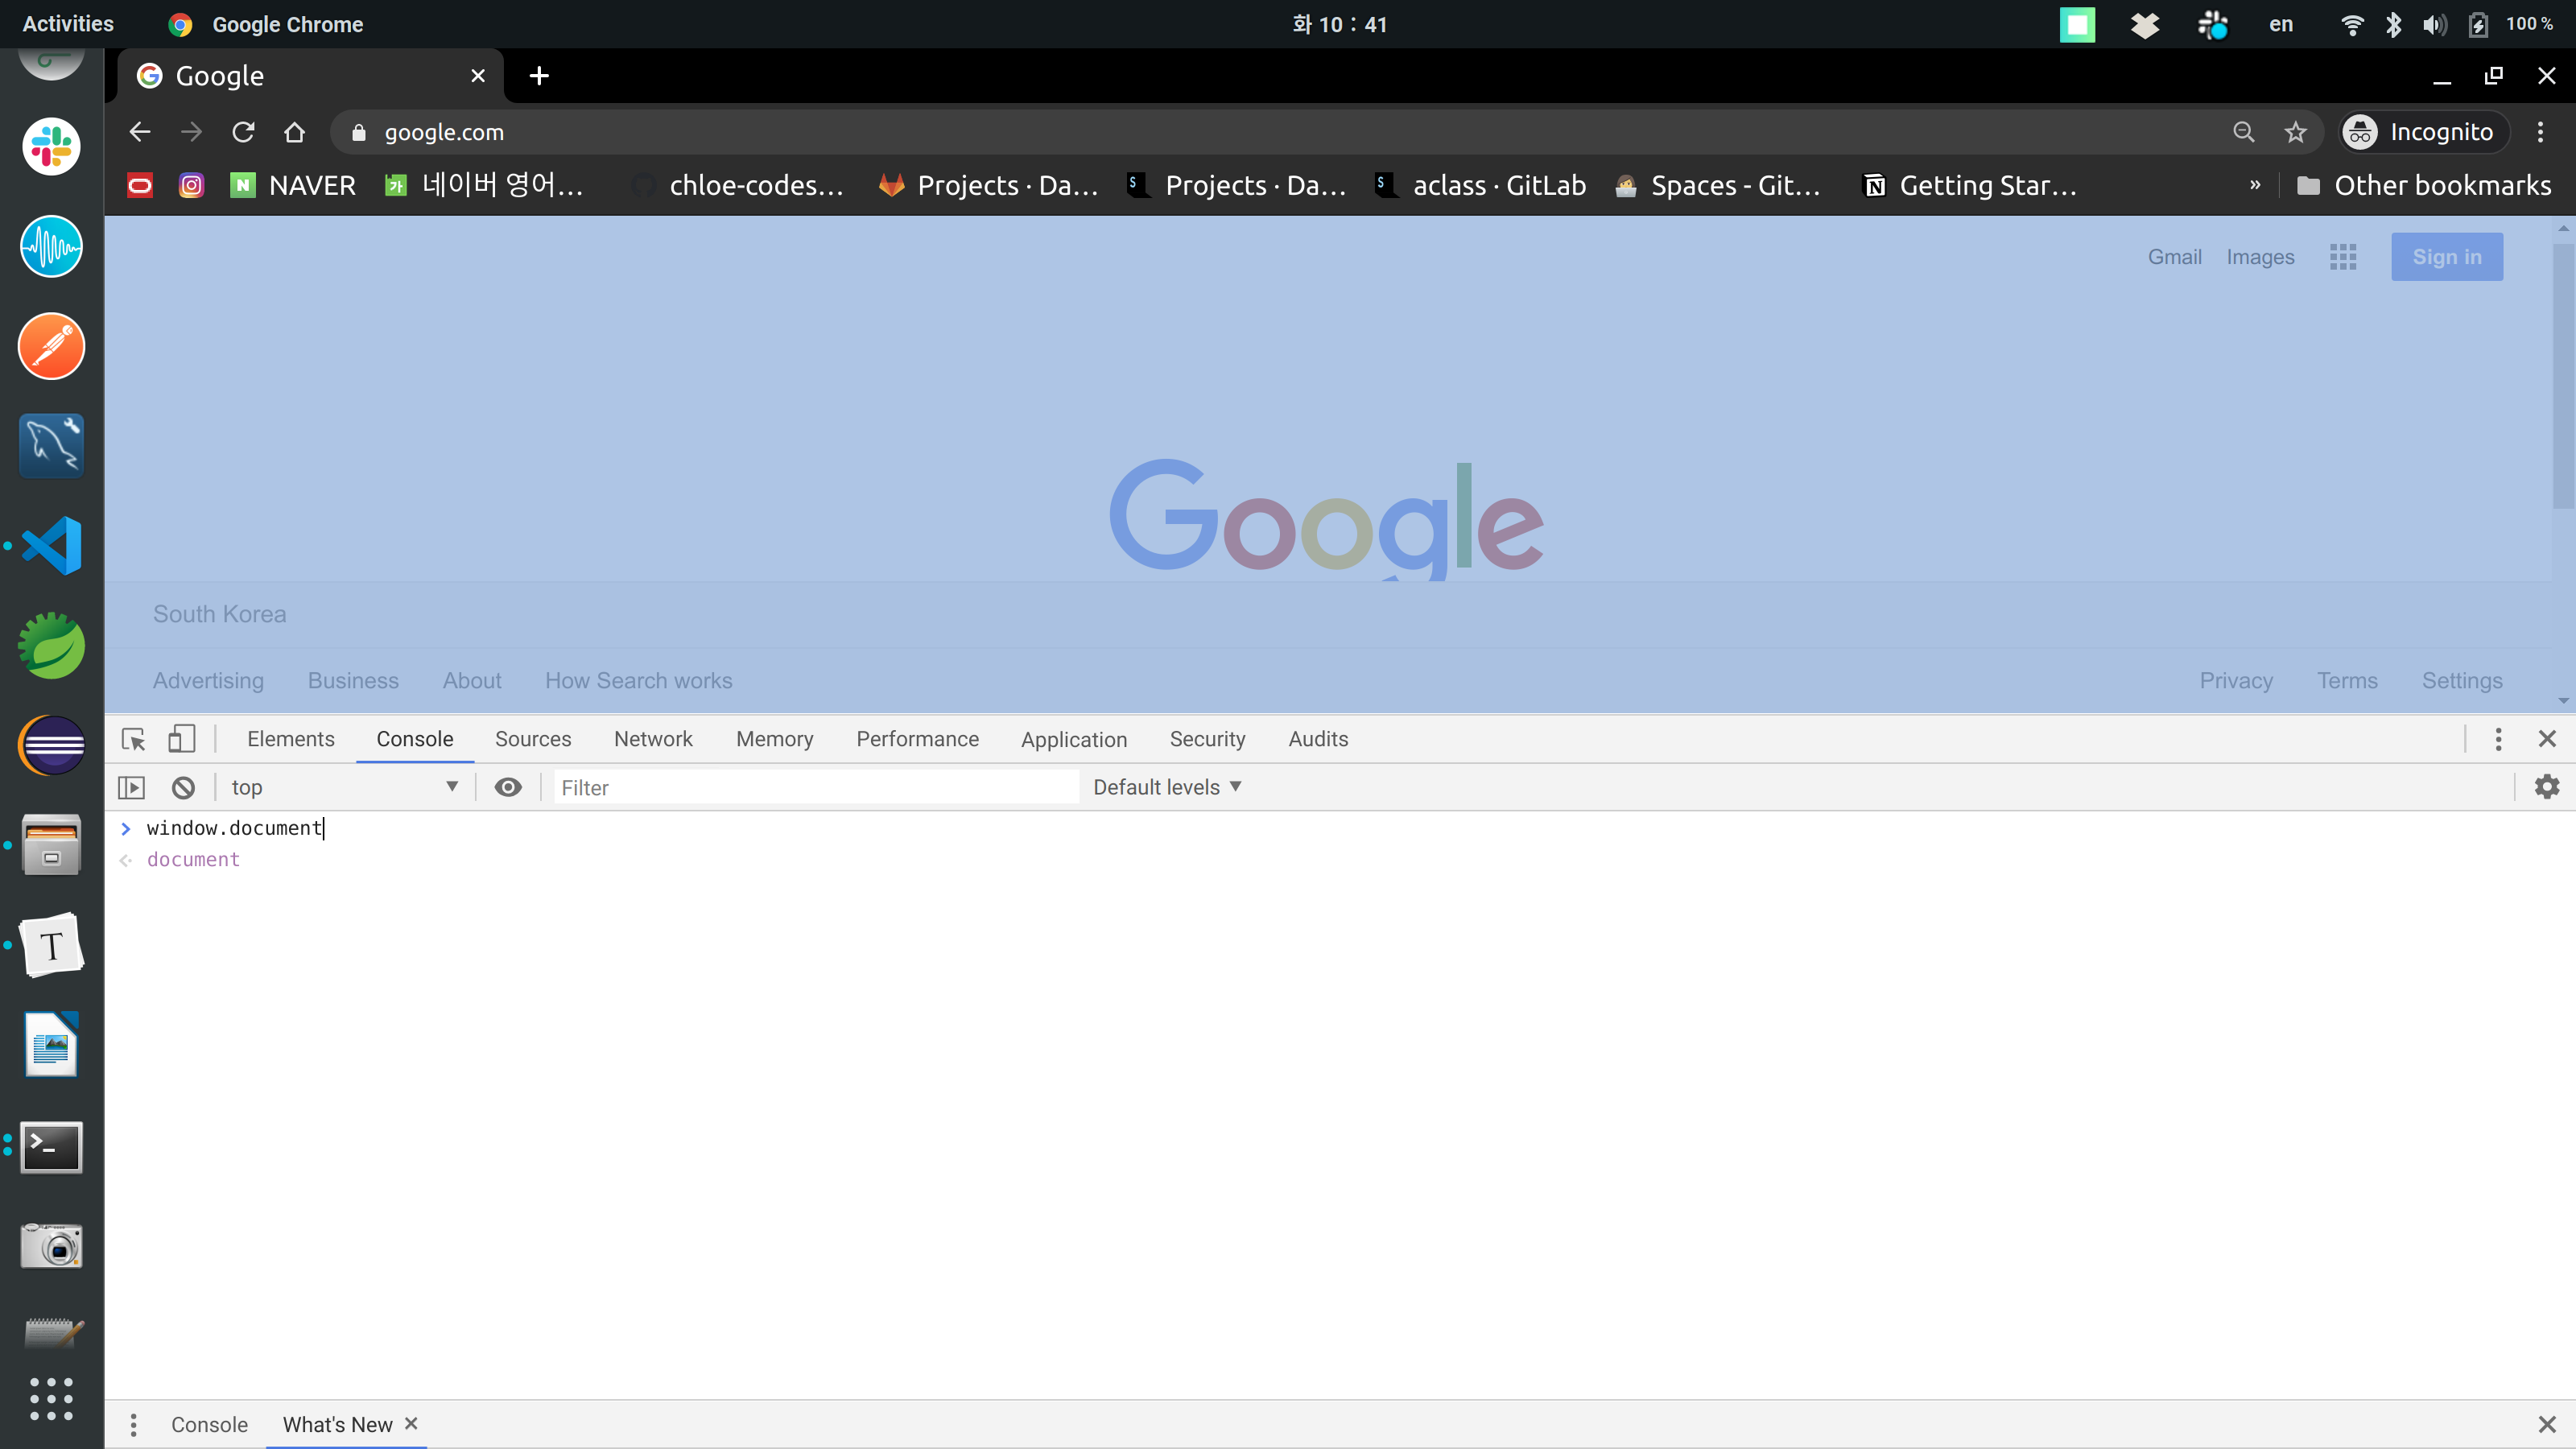 Activities
Google Chrome
화 10：41
en
100 %
Google
google.com
Incognito
NAVER
네이버 영어…
chloe-codes…
Projects · Da…
Projects · Da…
aclass · GitLab
Spaces - Git…
Getting Star…
»
Other bookmarks
Gmail
Images
Sign in
Google
South Korea
Advertising
Business
About
How Search works
Privacy
Terms
Settings
Elements
Console
Sources
Network
Memory
Performance
Application
Security
Audits
top
Filter
Default levels
window.document
document
T
Console
What's New